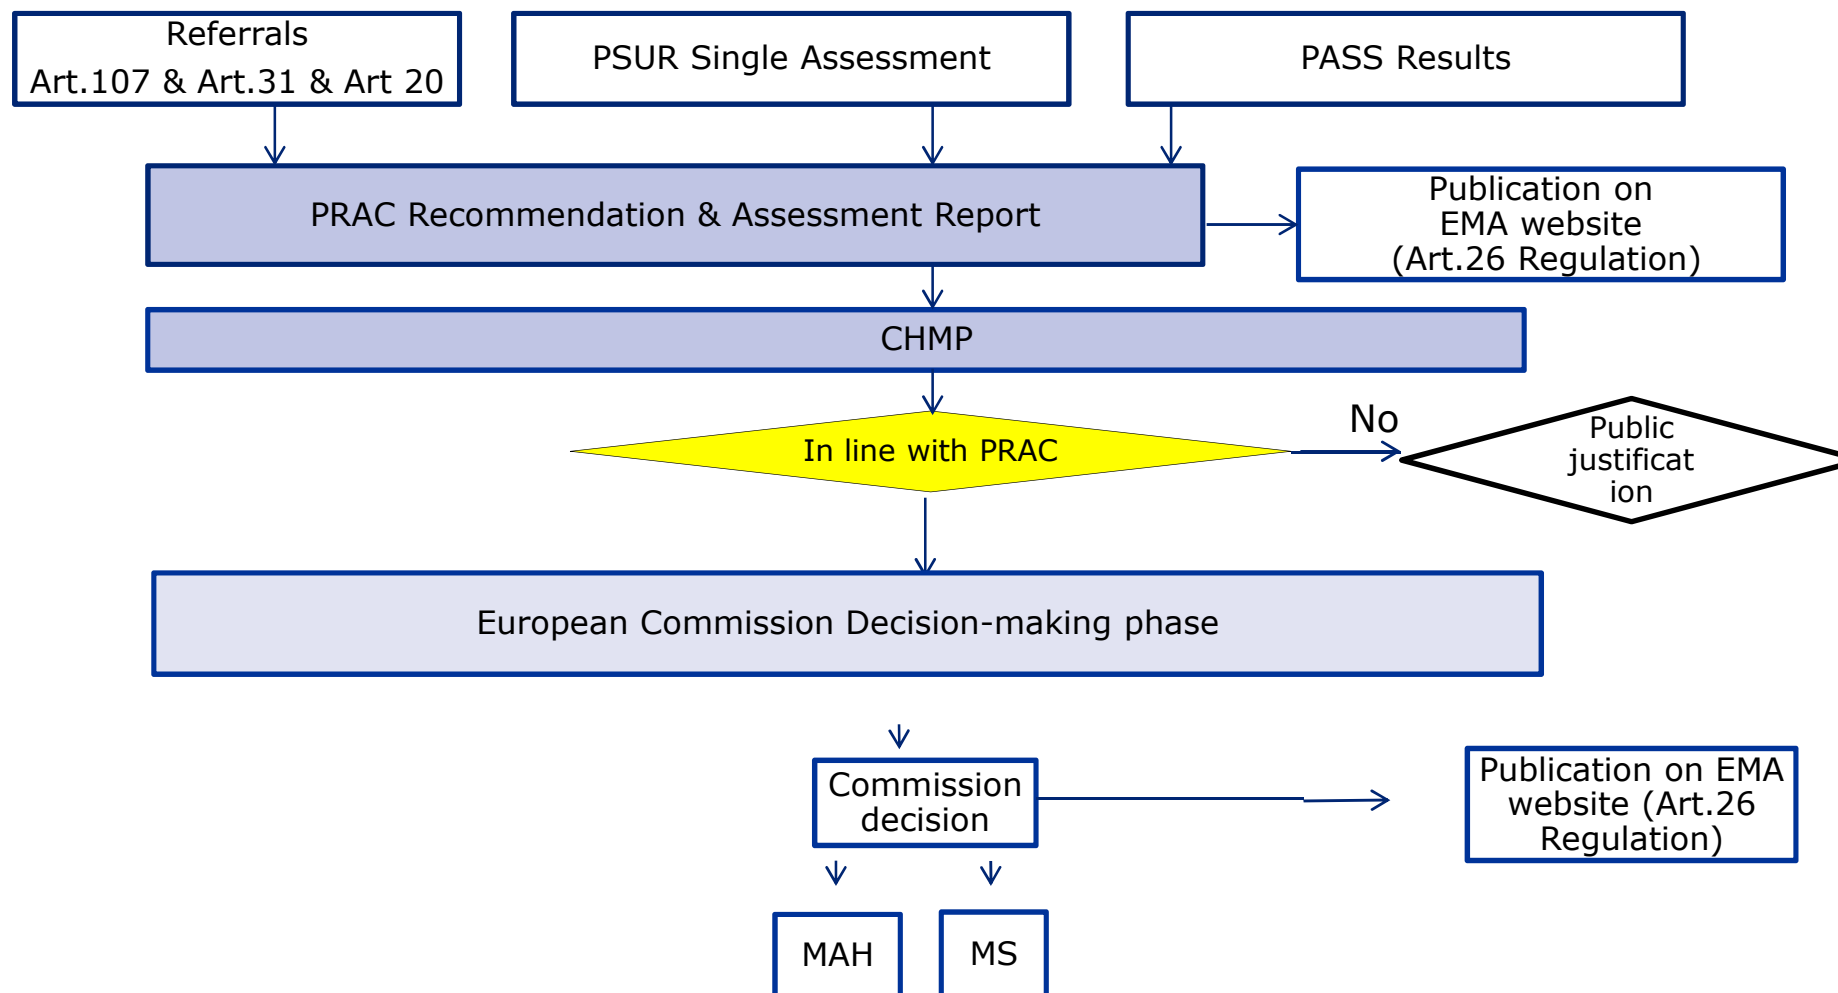 Referrals
Art.107 & Art.31 & Art 20
PSUR Single Assessment
PASS Results
PRAC Recommendation & Assessment Report
Publication on
EMA website
(Art.26 Regulation)
CHMP
In line with PRAC
No
Public
justificat
ion
European Commission Decision-making phase
Commission
decision
Publication on EMA
website (Art.26
Regulation)
MAH
MS